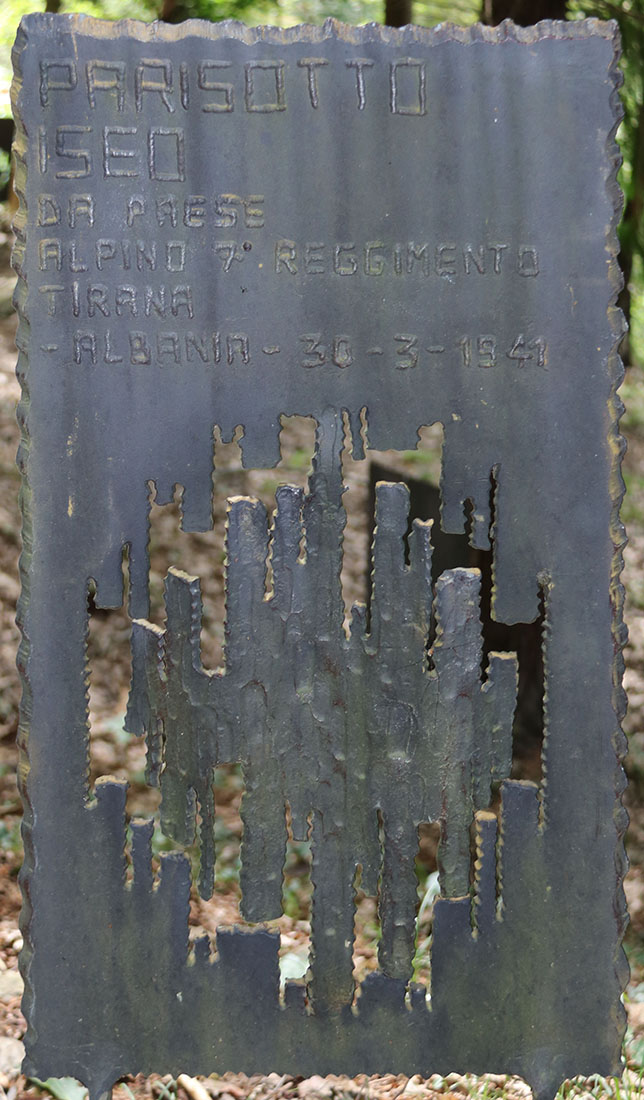 PARISOTTO
ISEO
DA PAESE
ALPINO 7° REGGIMENTO
TIRANA
- ALBANIA - 30 - 3 - 1941